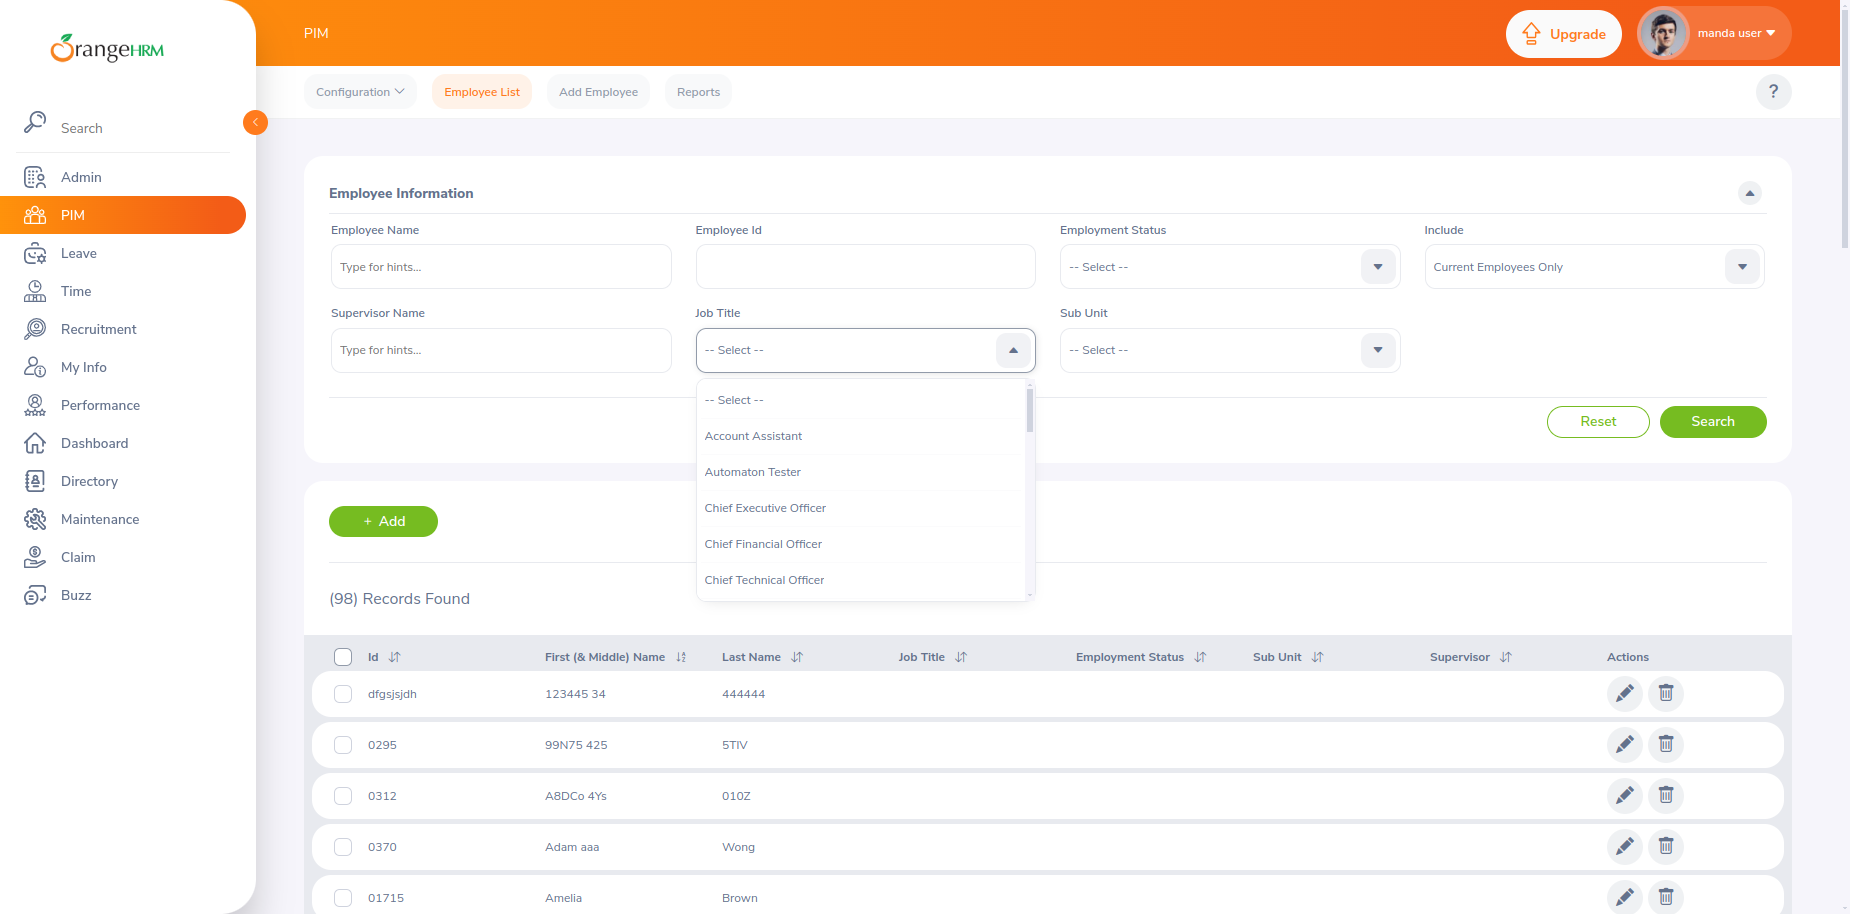 OrangeHRM
PIM
Upgrade
manda user
Configuration
Employee List
Add Employee
Reports
?
Search
Admin
PIM
Leave
Time
Recruitment
My Info
Performance
Dashboard
Directory
Maintenance
Claim
Buzz
Employee Information
Employee Name
Employee Id
Employment Status
Include
Type for hints...
-- Select --
Current Employees Only
Supervisor Name
Job Title
Sub Unit
Type for hints...
-- Select --
-- Select --
-- Select --
Account Assistant
Automaton Tester
Chief Executive Officer
Chief Financial Officer
Chief Technical Officer
Reset
Search
+ Add
(98) Records Found
Id First (& Middle) Name Last Name Job Title Employment Status Sub Unit Supervisor Actions
dfgsjsjdh 123445 34 444444
0295 99N75 425 5TIV
0312 A8DCo 4Ys 010Z
0370 Adam aaa Wong
01715 Amelia Brown